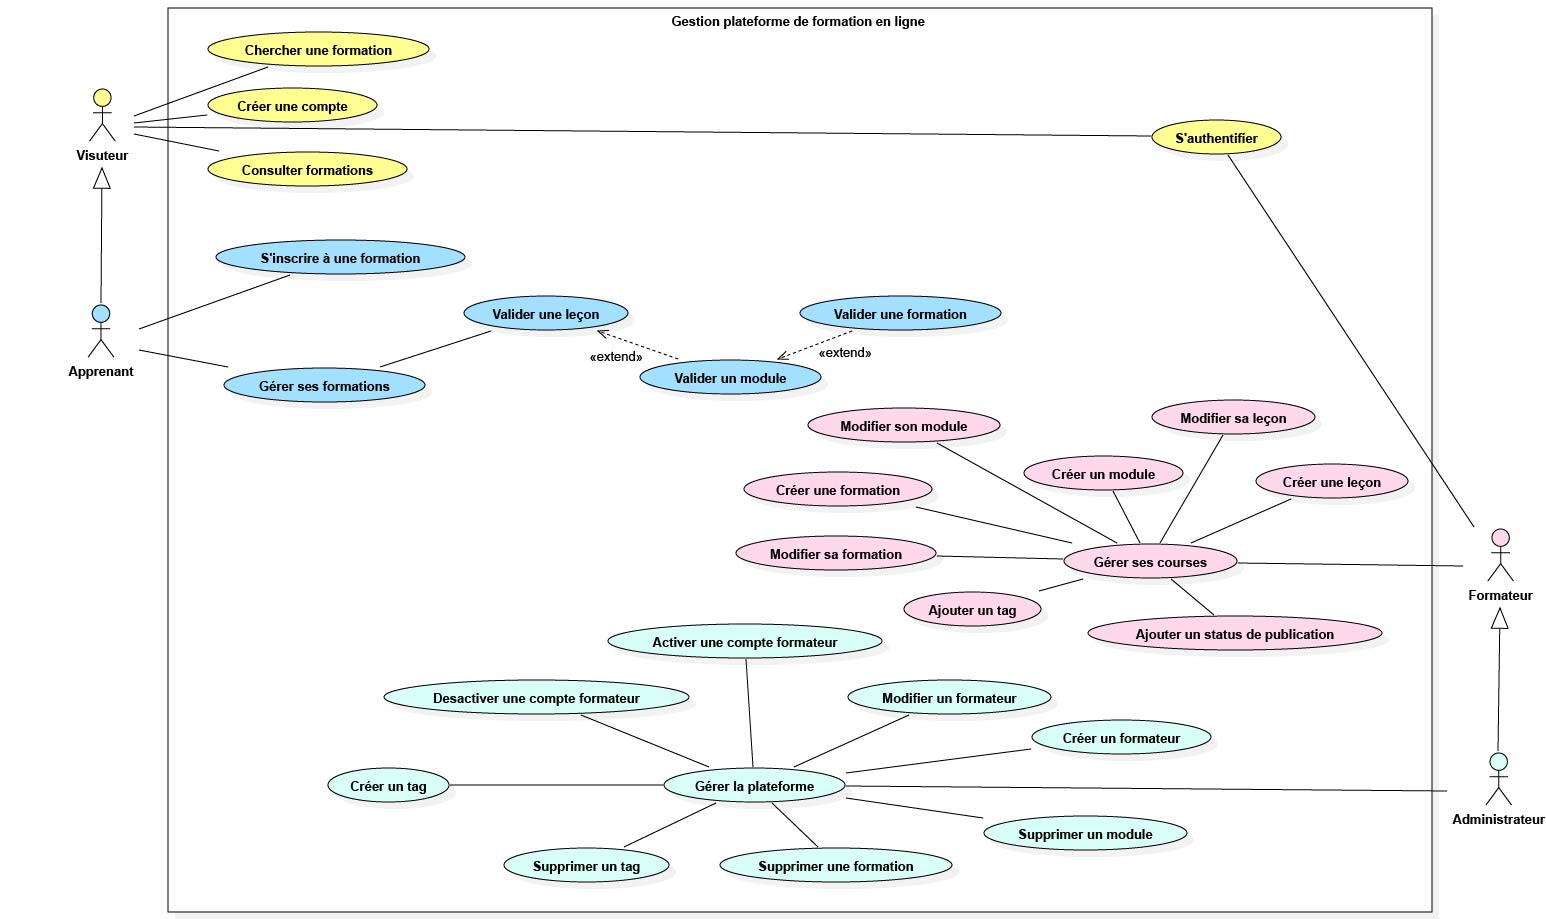 Gestion plateforme de formation en ligne
Chercher une formation
Créer une compte
S'authentifier
Visuteur
Consulter formations
S'inscrire à une formation
Valider une leçon
Valider une formation
«extend»
«extend»
Apprenant
Valider un module
Gérer ses formations
Modifier son module
Modifier sa leçon
Créer un module
Créer une leçon
Créer une formation
Modifier sa formation
Gérer ses courses
Formateur
Ajouter un tag
Ajouter un status de publication
Activer une compte formateur
Desactiver une compte formateur
Modifier un formateur
Créer un formateur
Créer un tag
Gérer la plateforme
Administrateur
Supprimer un module
Supprimer un tag
Supprimer une formation